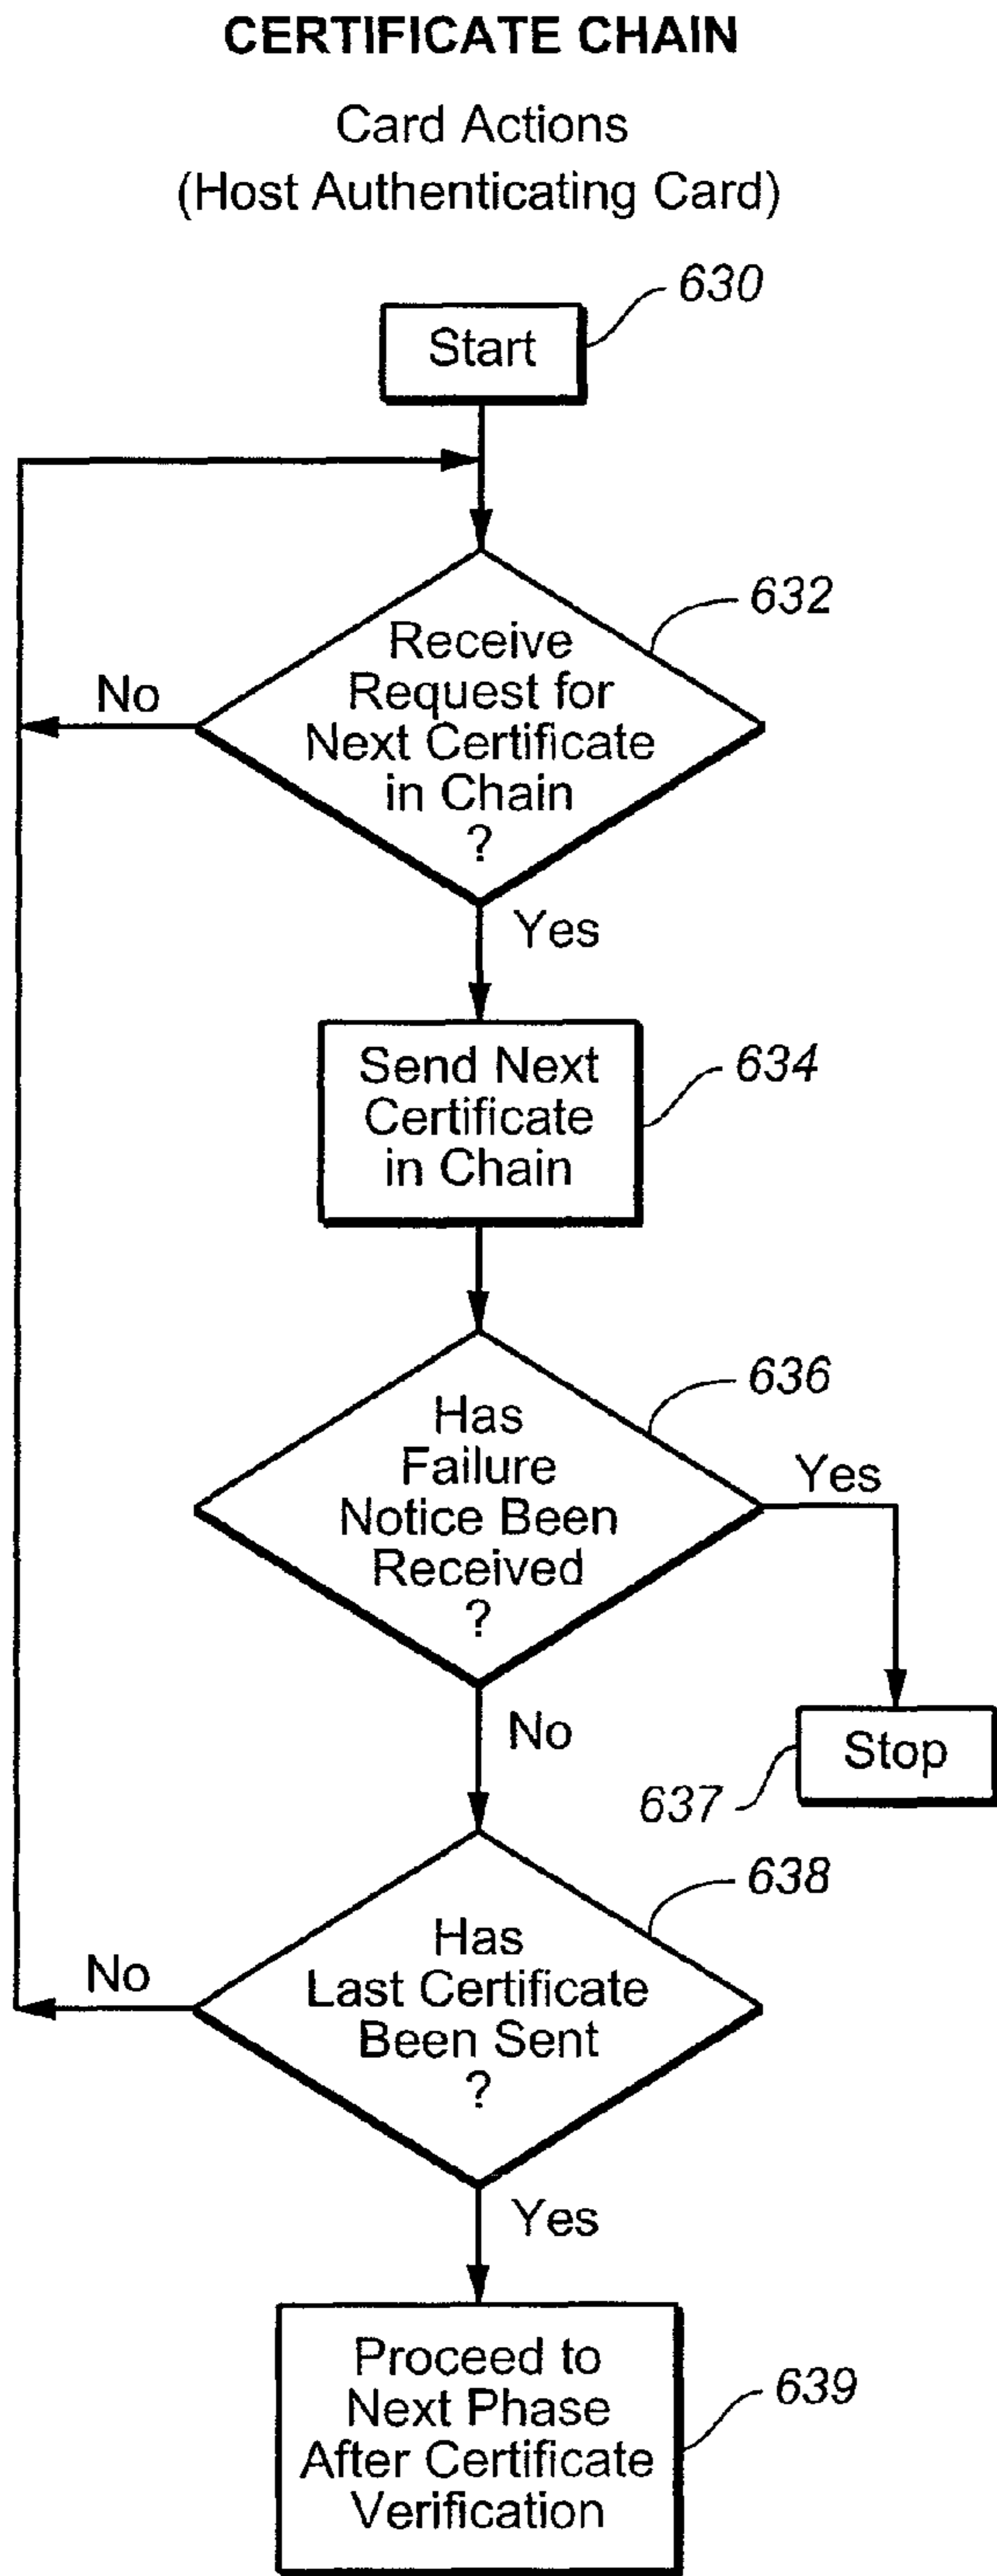 CERTIFICATE CHAIN
Card Actions
(Host Authenticating Card)
630
Start
632
Receive
Request for
Next Certificate
in Chain
?
No
Yes
634
Send Next
Certificate
in Chain
636
Has
Failure
Notice Been
Received
?
Yes
No
Stop
637
638
Has
Last Certificate
Been Sent
?
No
Yes
639
Proceed to
Next Phase
After Certificate
Verification